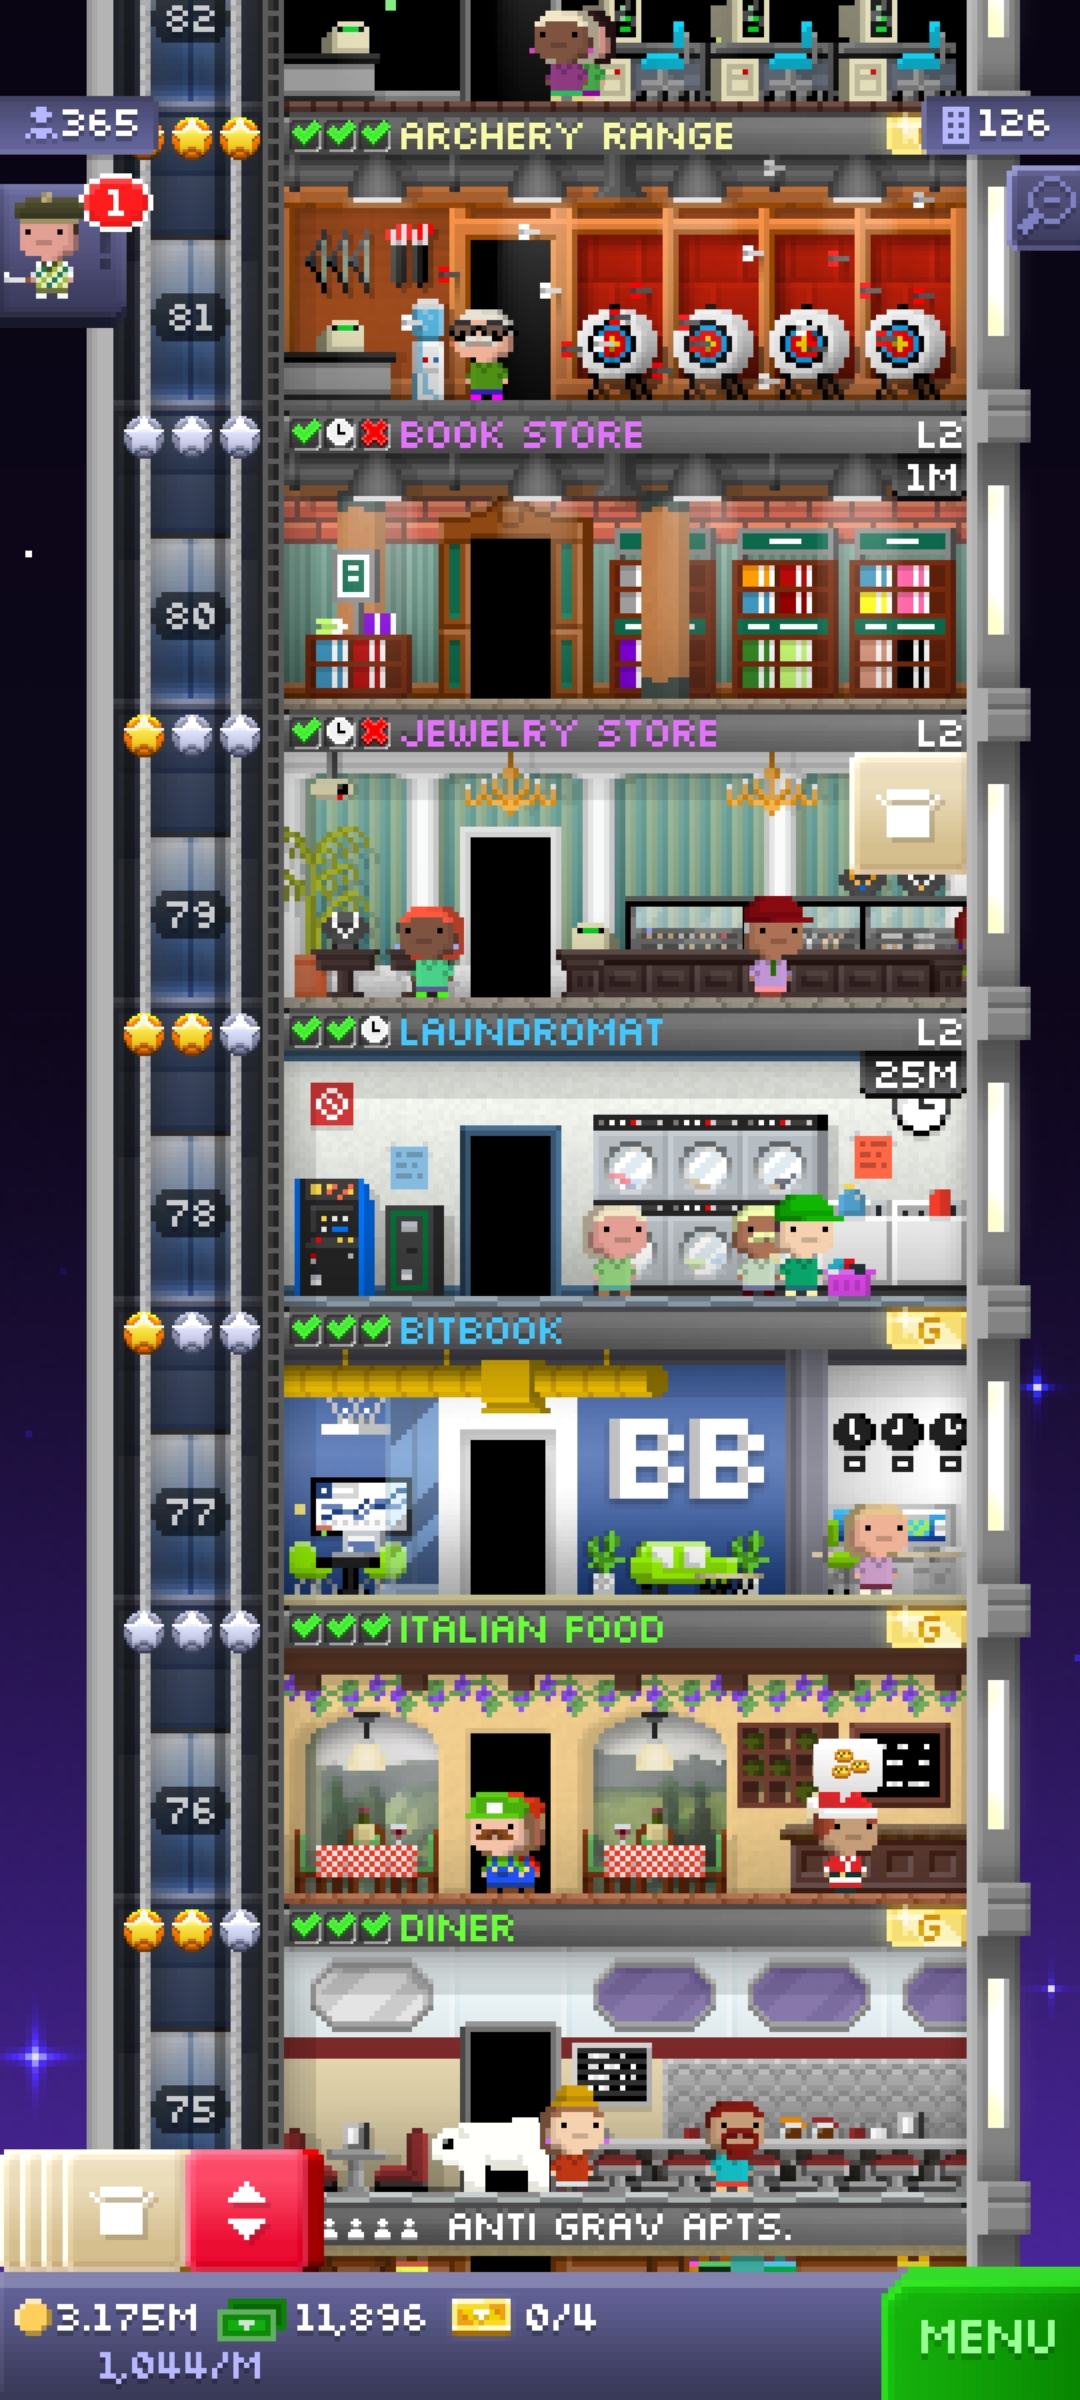 82
365
ARCHERY RANGE
126
1
81
BOOK STORE
L2
1M
80
JEWELRY STORE
L2
79
LAUNDROMAT
L2
25M
78
BITBOOK
G
BB
77
ITALIAN FOOD
G
76
DINER
G
75
ANTI GRAV APTS.
3.175M
11,896
0/4
1,044/M
MENU